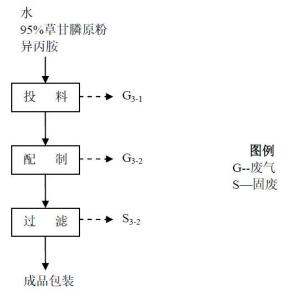 水
95%草甘膦原粉
异丙胺
投 料
G3-1
配 制
G3-2
过 滤
S3-2
成品包装
图例
G--废气
S—固废